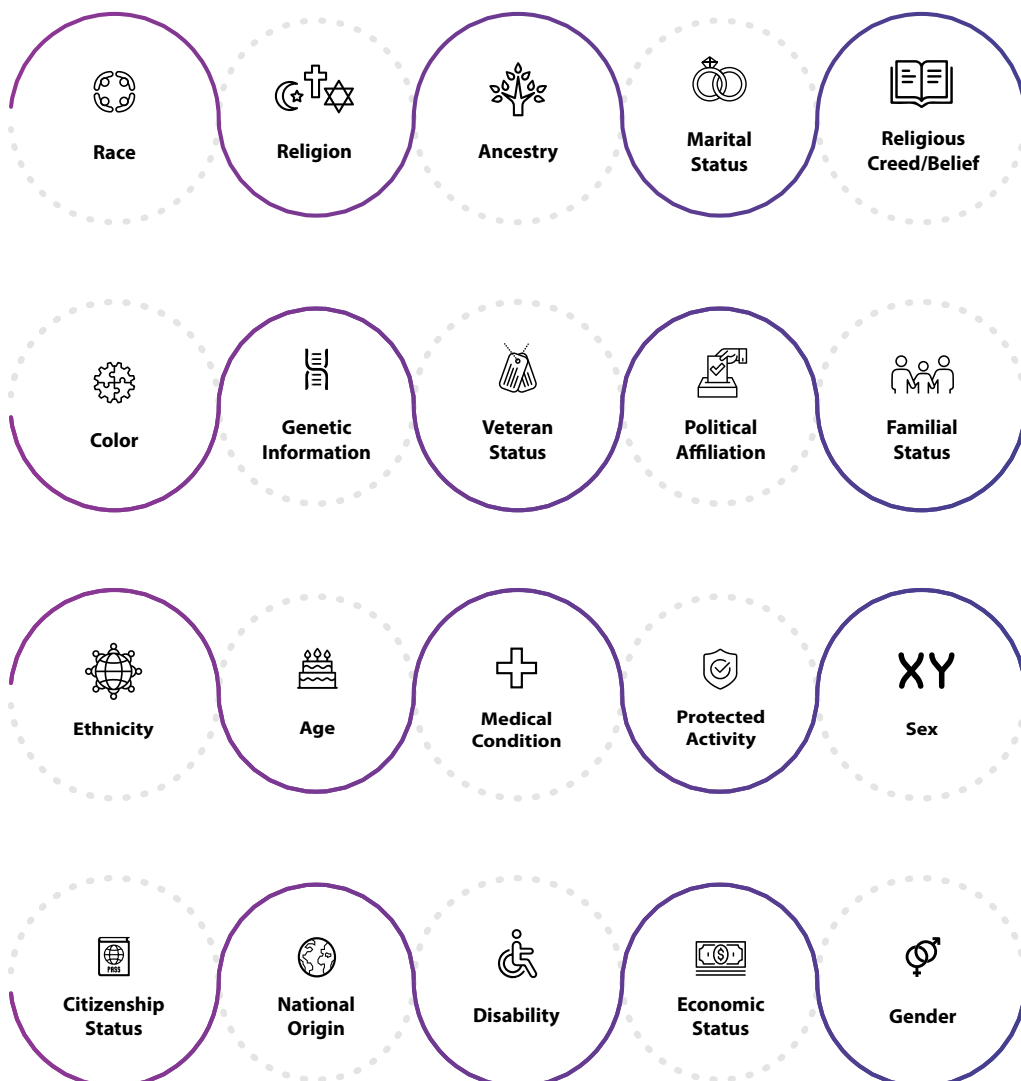 Race
Religion
Ancestry
Marital
Status
Religious
Creed/Belief
Color
Genetic
Information
Veteran
Status
Political
Affiliation
Familial
Status
Ethnicity
Age
Medical
Condition
Protected
Activity
XY
Sex
PASS
Citizenship
Status
National
Origin
Disability
$
Economic
Status
Gender